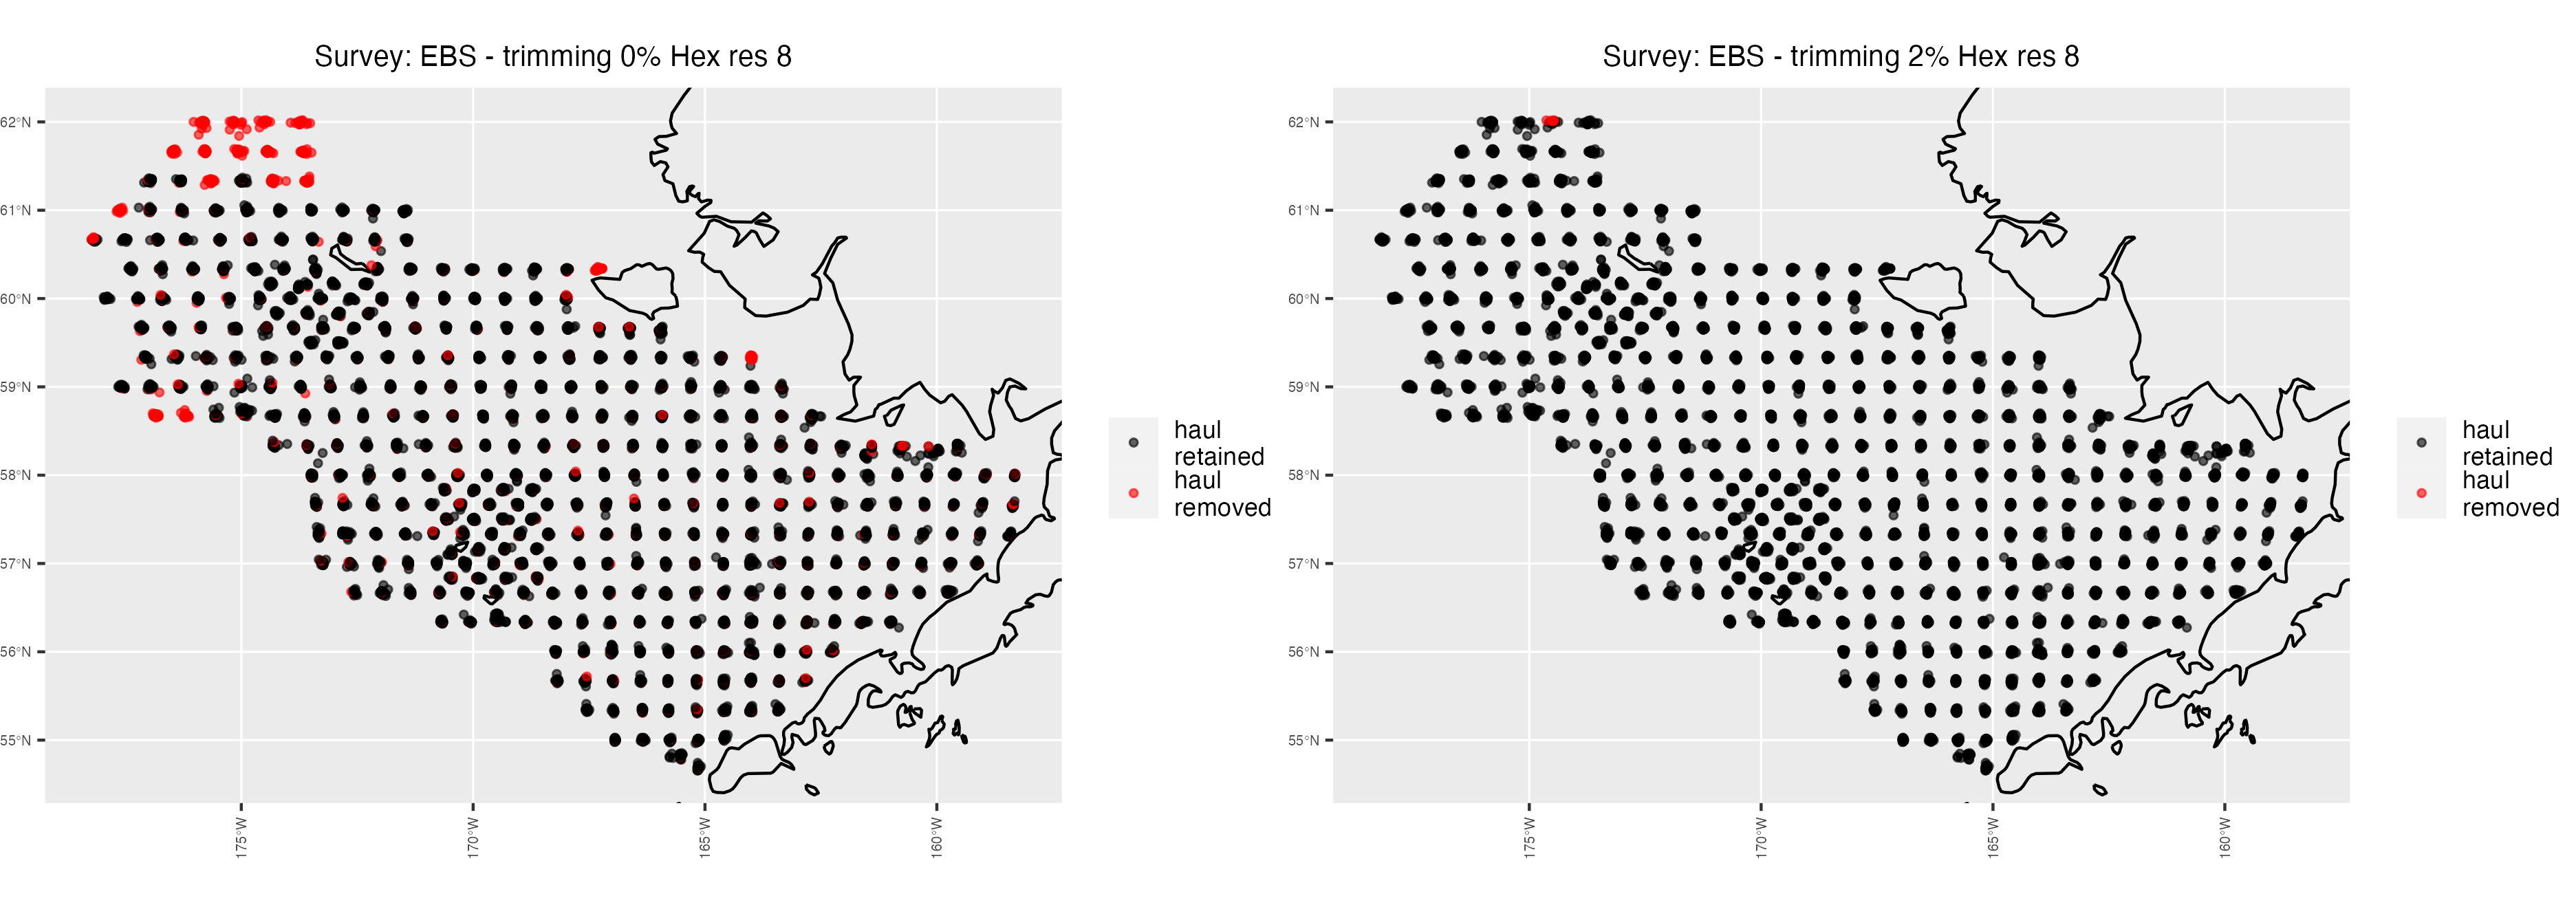 Survey: EBS - trimming 0% Hex res 8
62°N
61°N
60°N
59°N
58°N
57°N
56°N
55°N
175°W
170°W
165°W
160°W
haul
retained
haul
removed
Survey: EBS - trimming 2% Hex res 8
62°N
61°N
60°N
59°N
58°N
57°N
56°N
55°N
175°W
170°W
165°W
160°W
haul
retained
haul
removed